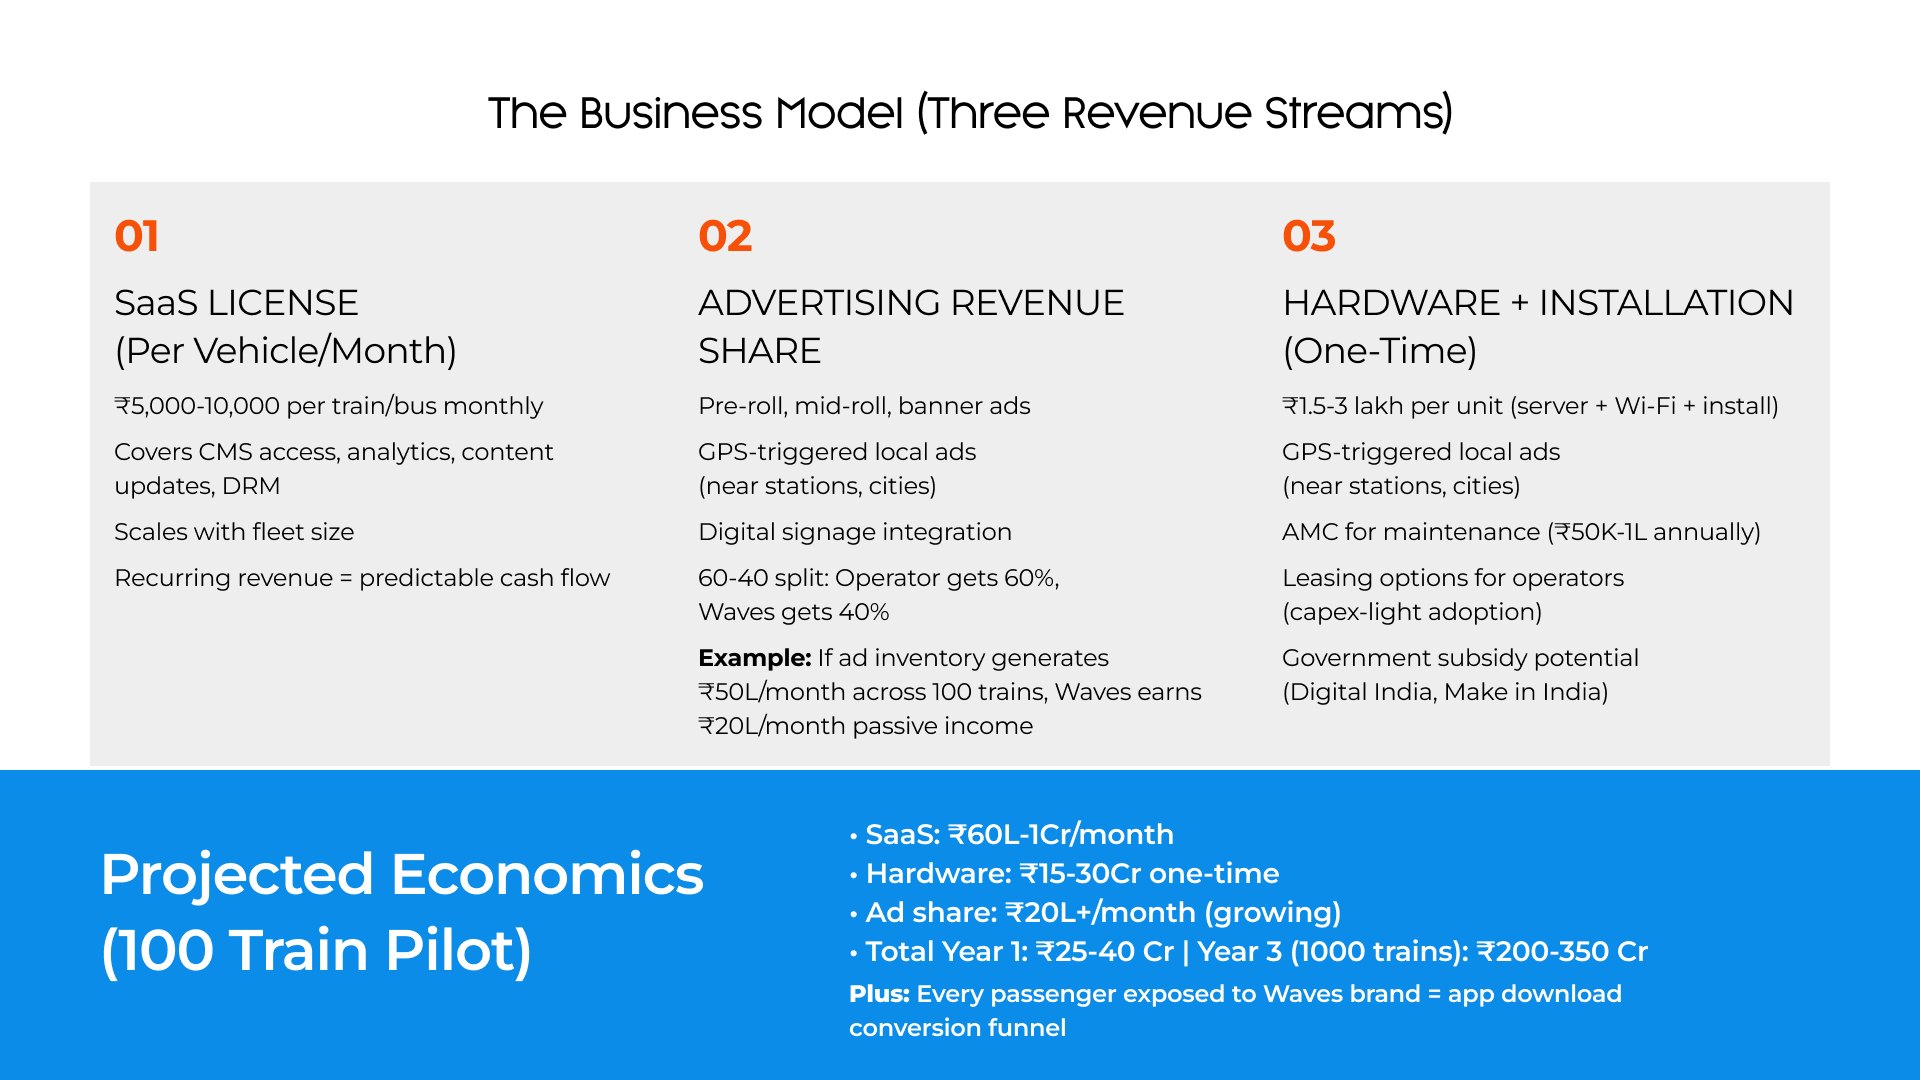 The Business Model (Three Revenue Streams)
01
SaaS LICENSE
(Per Vehicle/Month)
₹5,000-10,000 per train/bus monthly
Covers CMS access, analytics, content
updates, DRM
Scales with fleet size
Recurring revenue = predictable cash flow
02
ADVERTISING REVENUE
SHARE
Pre-roll, mid-roll, banner ads
GPS-triggered local ads
(near stations, cities)
Digital signage integration
60-40 split: Operator gets 60%,
Waves gets 40%
Example: If ad inventory generates
₹50L/month across 100 trains, Waves earns
₹20L/month passive income
03
HARDWARE + INSTALLATION
(One-Time)
₹1.5-3 lakh per unit (server + Wi-Fi + install)
GPS-triggered local ads
(near stations, cities)
AMC for maintenance (₹50K-1L annually)
Leasing options for operators
(capex-light adoption)
Government subsidy potential
(Digital India, Make in India)
Projected Economics
(100 Train Pilot)
• SaaS: ₹60L-1Cr/month
• Hardware: ₹15-30Cr one-time
• Ad share: ₹20L+/month (growing)
• Total Year 1: ₹25-40 Cr | Year 3 (1000 trains): ₹200-350 Cr
Plus: Every passenger exposed to Waves brand = app download
conversion funnel